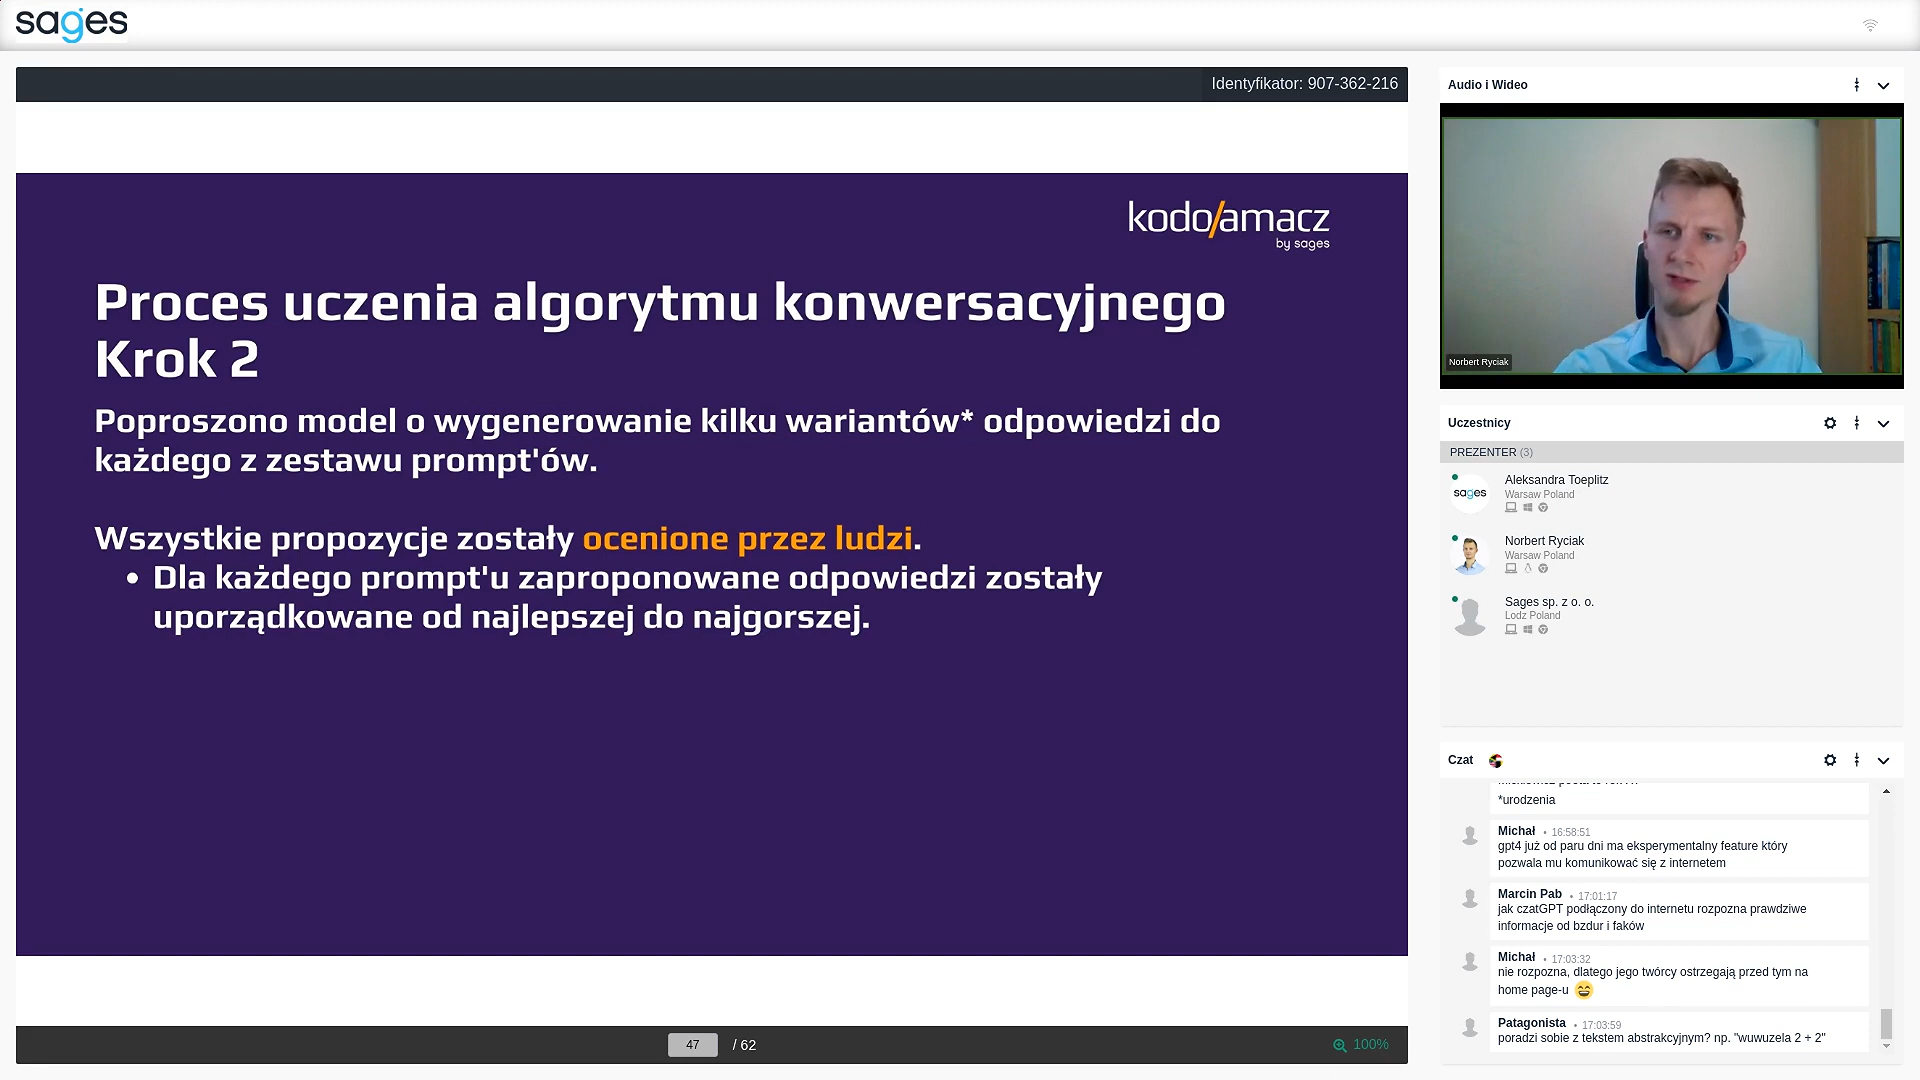 sages
Identyfikator: 907-362-216
kodo/amacz
by sages
Proces uczenia algorytmu konwersacyjnego
Krok 2
Poproszono model o wygenerowanie kilku wariantów* odpowiedzi do
każdego z zestawu prompt'ów.
Wszystkie propozycje zostały ocenione przez ludzi.
• Dla każdego prompt'u zaproponowane odpowiedzi zostały
uporządkowane od najlepszej do najgorszej.
47 / 62
100%
Audio i Wideo
Norbert Ryciak
Uczestnicy
PREZENTER (3)
sages
Aleksandra Toeplitz
Warsaw Poland
Norbert Ryciak
Warsaw Poland
Sages sp. z o. o.
Lodz Poland
Czat
*urodzenia
Michał • 16:58:51
gpt4 już od paru dni ma eksperymentalny feature który
pozwala mu komunikować się z internetem
Marcin Pab • 17:01:17
jak czatGPT podłączony do internetu rozpozna prawdziwe
informacje od bzdur i faków
Michał • 17:03:32
nie rozpozna, dlatego jego twórcy ostrzegają przed tym na
home page-u 😄
Patagonista • 17:03:59
poradzi sobie z tekstem abstrakcyjnym? np. "wuwuzela 2 + 2"